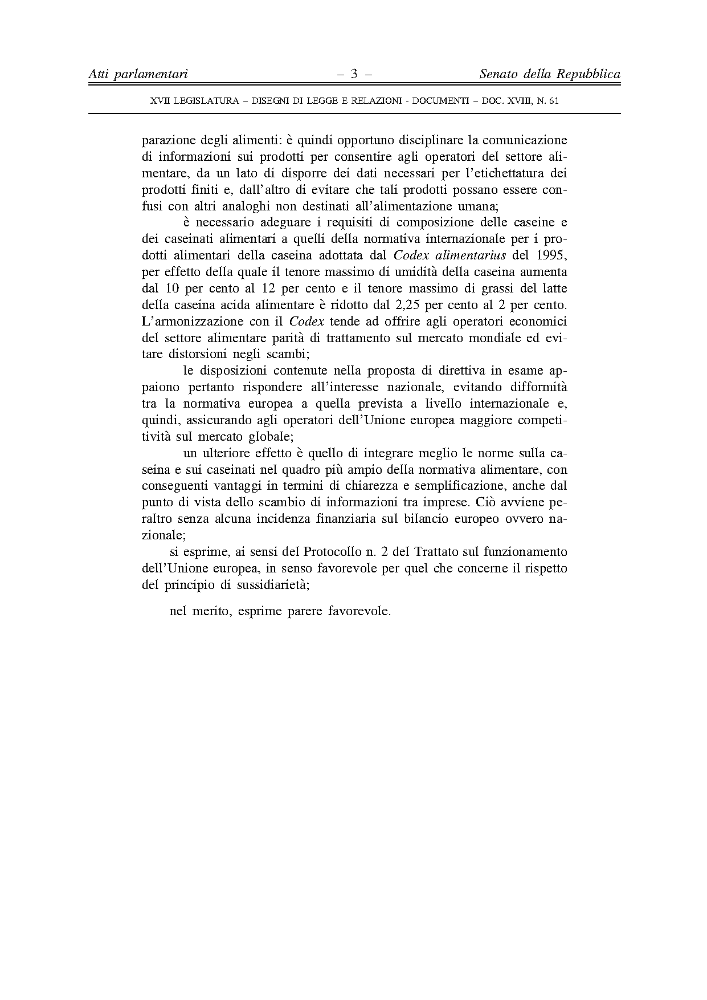 Atti parlamentari – 3 – Senato della Repubblica
XVII LEGISLATURA – DISEGNI DI LEGGE E RELAZIONI - DOCUMENTI – DOC. XVIII, N. 61
parazione degli alimenti: è quindi opportuno disciplinare la comunicazione
di informazioni sui prodotti per consentire agli operatori del settore ali-
mentare, da un lato di disporre dei dati necessari per l’etichettatura dei
prodotti finiti e, dall’altro di evitare che tali prodotti possano essere con-
fusi con altri analoghi non destinati all’alimentazione umana;
è necessario adeguare i requisiti di composizione delle caseine e
dei caseinati alimentari a quelli della normativa internazionale per i pro-
dotti alimentari della caseina adottata dal Codex alimentarius del 1995,
per effetto della quale il tenore massimo di umidità della caseina aumenta
dal 10 per cento al 12 per cento e il tenore massimo di grassi del latte
della caseina acida alimentare è ridotto dal 2,25 per cento al 2 per cento.
L’armonizzazione con il Codex tende ad offrire agli operatori economici
del settore alimentare parità di trattamento sul mercato mondiale ed evi-
tare distorsioni negli scambi;
le disposizioni contenute nella proposta di direttiva in esame ap-
paiono pertanto rispondere all’interesse nazionale, evitando difformità
tra la normativa europea a quella prevista a livello internazionale e,
quindi, assicurando agli operatori dell’Unione europea maggiore competi-
tività sul mercato globale;
un ulteriore effetto è quello di integrare meglio le norme sulla ca-
seina e sui caseinati nel quadro più ampio della normativa alimentare, con
conseguenti vantaggi in termini di chiarezza e semplificazione, anche dal
punto di vista dello scambio di informazioni tra imprese. Ciò avviene pe-
raltro senza alcuna incidenza finanziaria sul bilancio europeo ovvero na-
zionale;
si esprime, ai sensi del Protocollo n. 2 del Trattato sul funzionamento
dell’Unione europea, in senso favorevole per quel che concerne il rispetto
del principio di sussidiarietà;
nel merito, esprime parere favorevole.